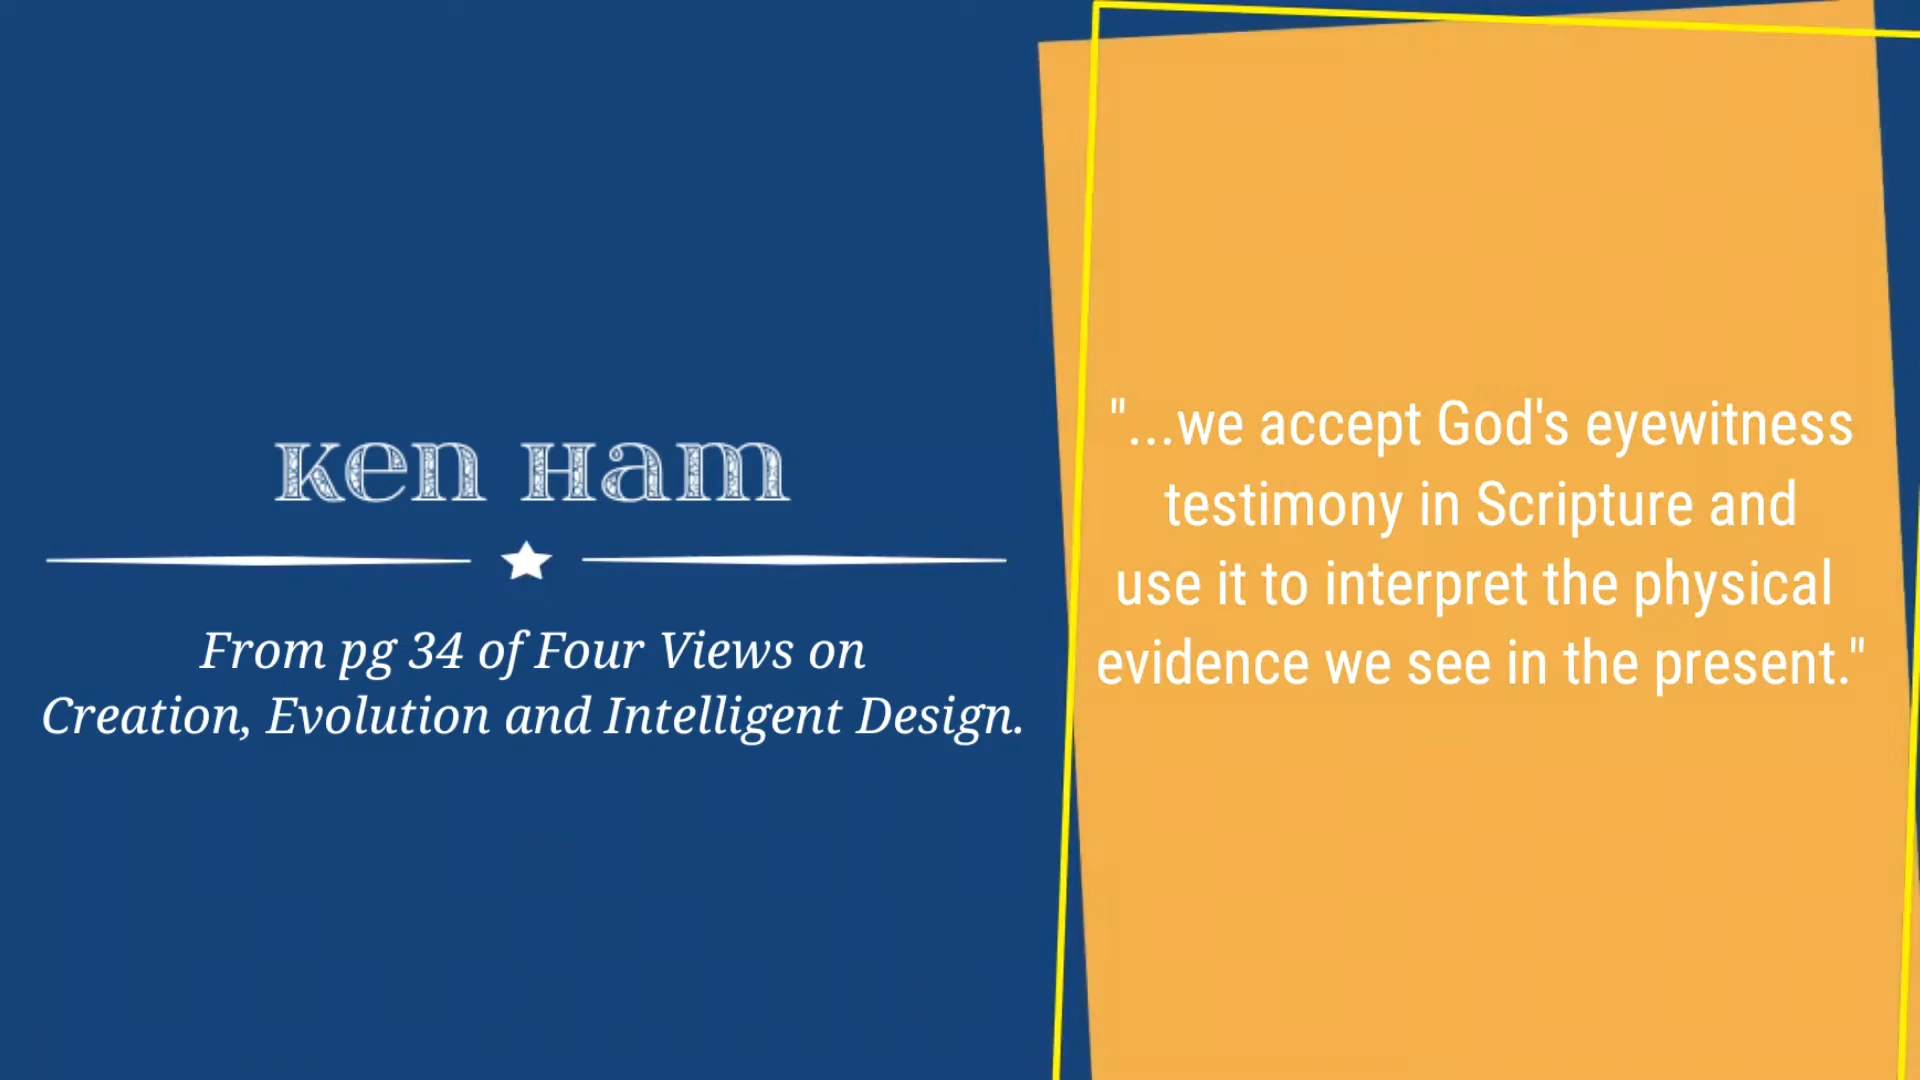 Ken Ham
From pg 34 of Four Views on
Creation, Evolution and Intelligent Design.
"...we accept God's eyewitness
testimony in Scripture and
use it to interpret the physical
evidence we see in the present."